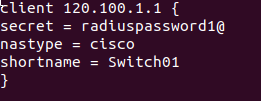 client 120.100.1.1 {
secret = radiuspassword1@
nastype = cisco
shortname = Switch01
}